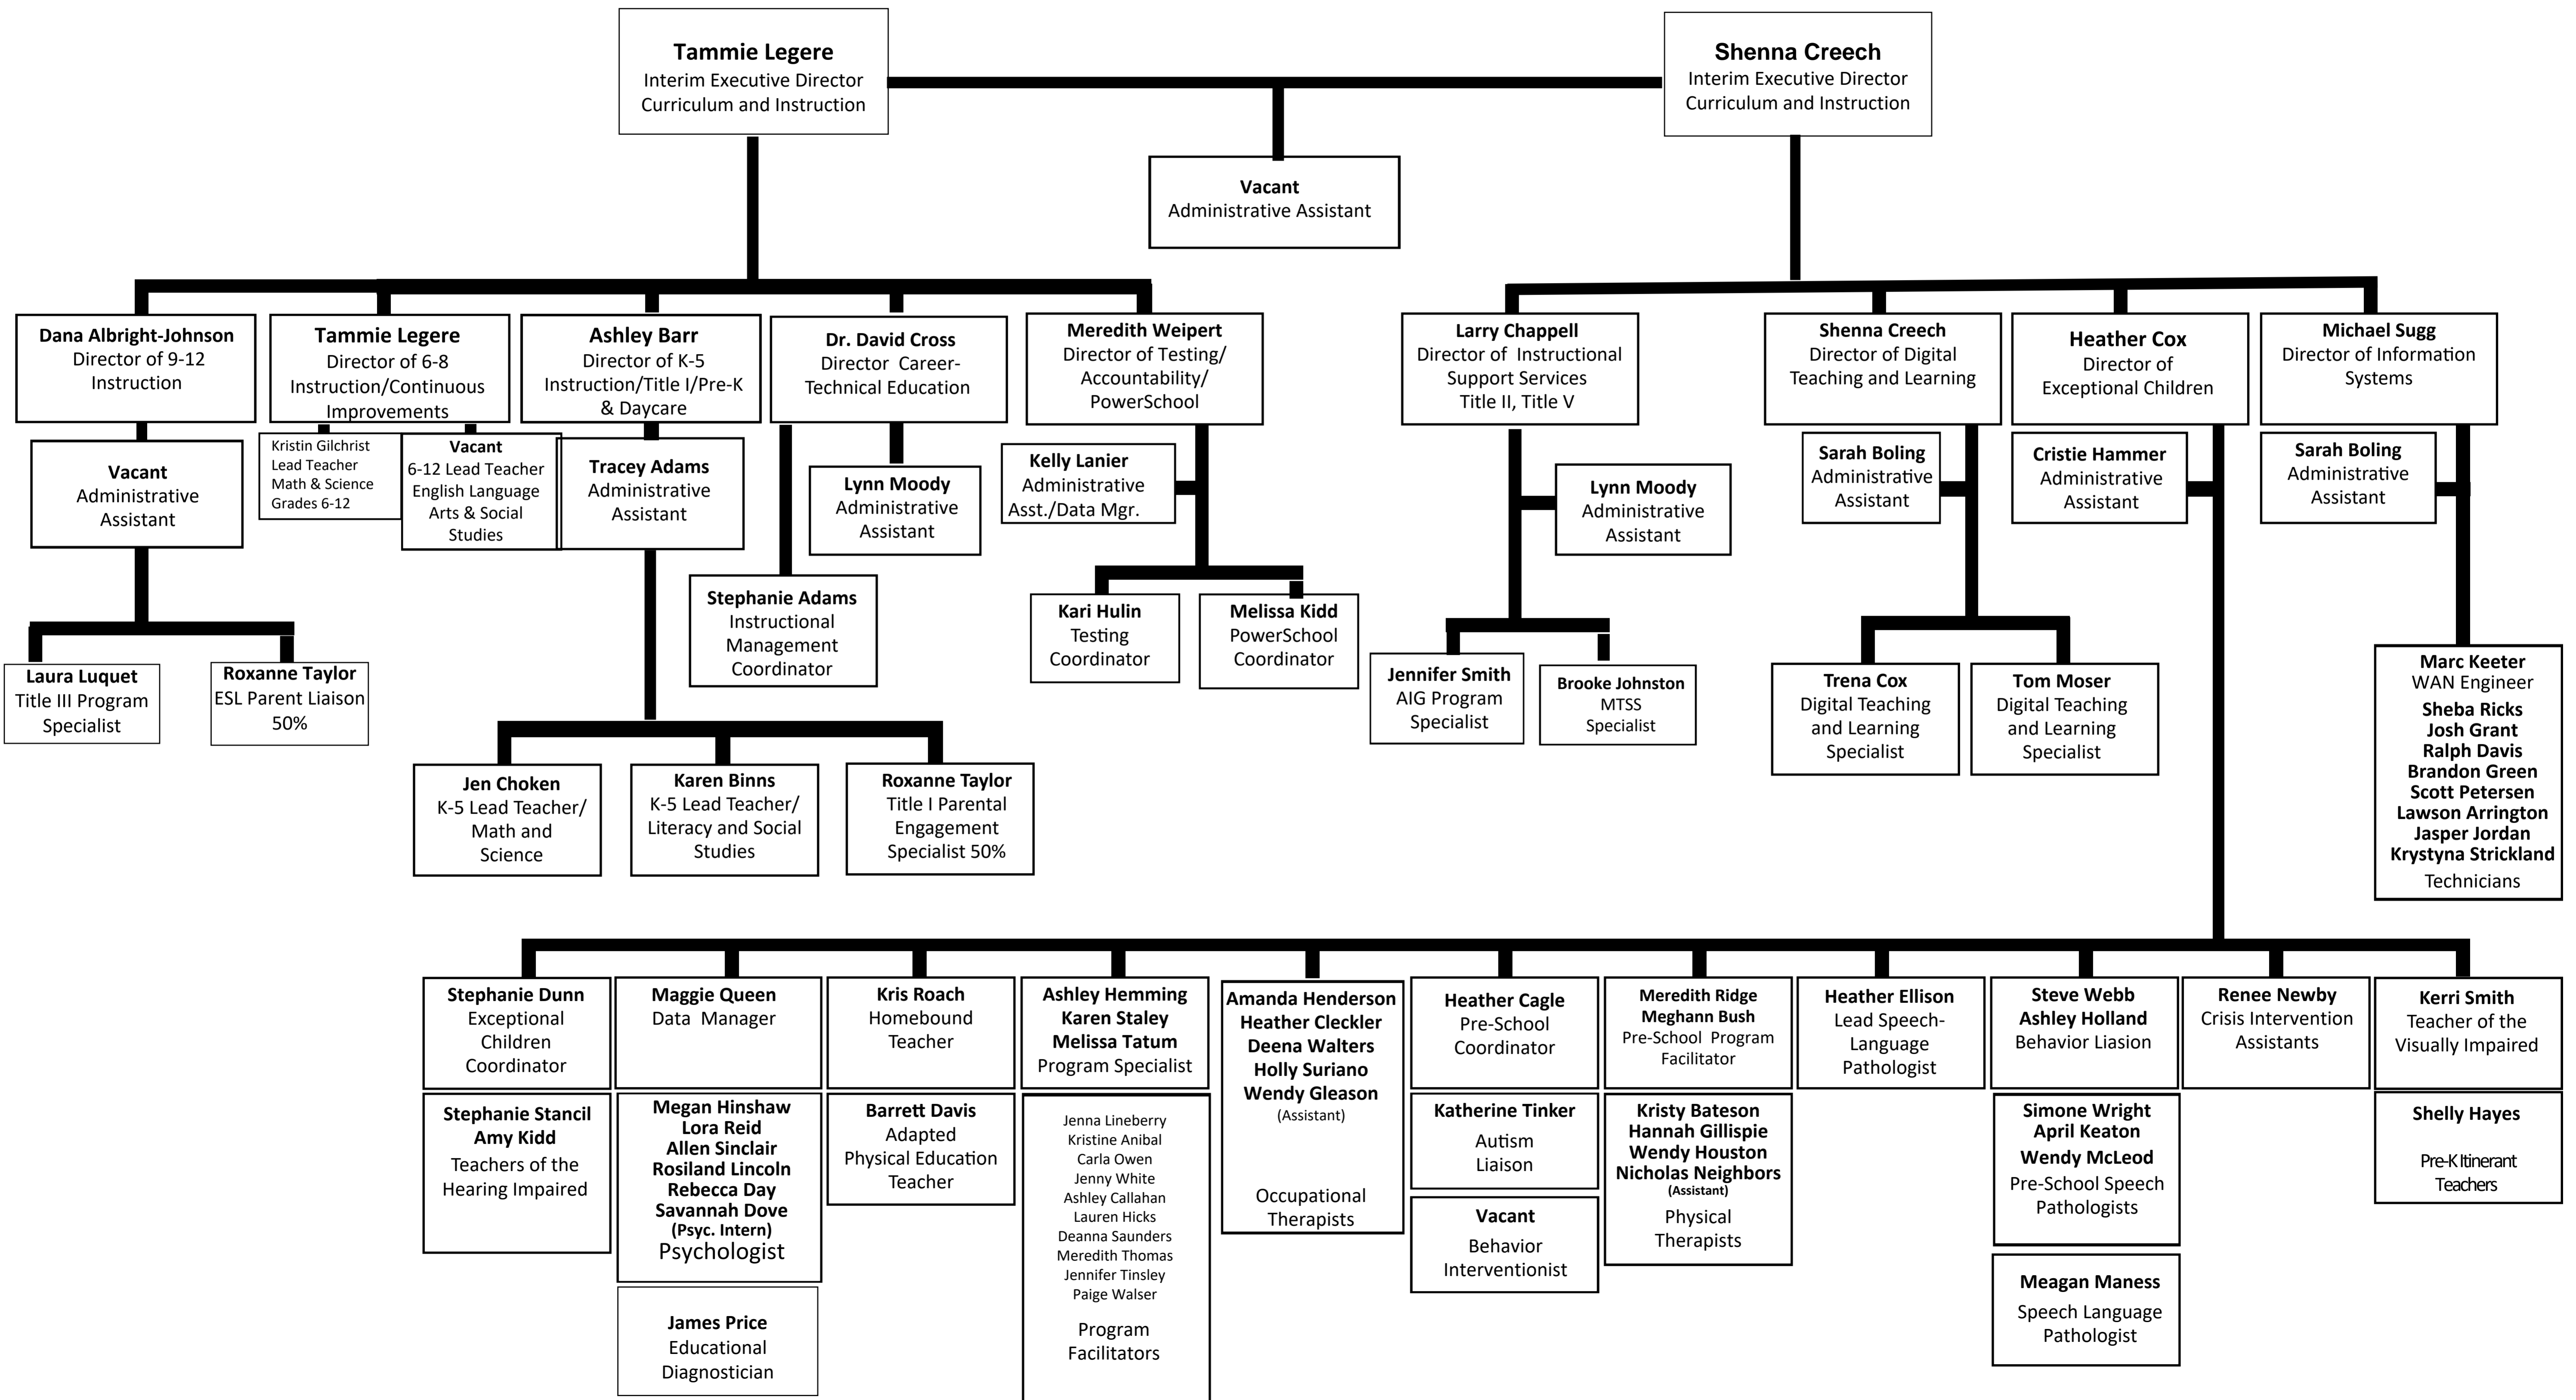 Tammie Legere
Interim Executive Director
Curriculum and Instruction
Shenna Creech
Interim Executive Director
Curriculum and Instruction
Vacant
Administrative Assistant
Dana Albright-Johnson
Director of 9-12
Instruction
Tammie Legere
Director of 6-8
Instruction/Continuous
Improvements
Ashley Barr
Director of K-5
Instruction/Title I/Pre-K
& Daycare
Dr. David Cross
Director Career-
Technical Education
Meredith Weipert
Director of Testing/
Accountability/
PowerSchool
Larry Chappell
Director of Instructional
Support Services
Title II, Title V
Shenna Creech
Director of Digital
Teaching and Learning
Heather Cox
Director of
Exceptional Children
Michael Sugg
Director of Information
Systems
Vacant
Administrative
Assistant
Kristin Gilchrist
Lead Teacher
Math & Science
Grades 6-12
Vacant
6-12 Lead Teacher
English Language
Arts & Social
Studies
Tracey Adams
Administrative
Assistant
Lynn Moody
Administrative
Assistant
Kelly Lanier
Administrative
Asst./Data Mgr.
Lynn Moody
Administrative
Assistant
Sarah Boling
Administrative
Assistant
Cristie Hammer
Administrative
Assistant
Sarah Boling
Administrative
Assistant
Stephanie Adams
Instructional
Management
Coordinator
Kari Hulin
Testing
Coordinator
Melissa Kidd
PowerSchool
Coordinator
Laura Luquet
Title III Program
Specialist
Roxanne Taylor
ESL Parent Liaison
50%
Jennifer Smith
AIG Program
Specialist
Brooke Johnston
MTSS
Specialist
Trena Cox
Digital Teaching
and Learning
Specialist
Tom Moser
Digital Teaching
and Learning
Specialist
Marc Keeter
WAN Engineer
Sheba Ricks
Josh Grant
Ralph Davis
Brandon Green
Scott Petersen
Lawson Arrington
Jasper Jordan
Krystyna Strickland
Technicians
Jen Choken
K-5 Lead Teacher/
Math and
Science
Karen Binns
K-5 Lead Teacher/
Literacy and Social
Studies
Roxanne Taylor
Title I Parental
Engagement
Specialist 50%
Stephanie Dunn
Exceptional
Children
Coordinator
Maggie Queen
Data Manager
Kris Roach
Homebound
Teacher
Ashley Hemming
Karen Staley
Melissa Tatum
Program Specialist
Amanda Henderson
Heather Cleckler
Deena Walters
Holly Suriano
Wendy Gleason
(Assistant)
Occupational
Therapists
Heather Cagle
Pre-School
Coordinator
Meredith Ridge
Meghann Bush
Pre-School Program
Facilitator
Heather Ellison
Lead Speech-
Language
Pathologist
Steve Webb
Ashley Holland
Behavior Liasion
Renee Newby
Crisis Intervention
Assistants
Kerri Smith
Teacher of the
Visually Impaired
Stephanie Stancil
Amy Kidd
Teachers of the
Hearing Impaired
Megan Hinshaw
Lora Reid
Allen Sinclair
Rosiland Lincoln
Rebecca Day
Savannah Dove
(Psyc. Intern)
Psychologist
Barrett Davis
Adapted
Physical Education
Teacher
Jenna Lineberry
Kristine Anibal
Carla Owen
Jenny White
Ashley Callahan
Lauren Hicks
Deanna Saunders
Meredith Thomas
Jennifer Tinsley
Paige Walser
Program
Facilitators
Katherine Tinker
Autism
Liaison
Kristy Bateson
Hannah Gillispie
Wendy Houston
Nicholas Neighbors
(Assistant)
Physical
Therapists
Simone Wright
April Keaton
Wendy McLeod
Pre-School Speech
Pathologists
Shelly Hayes
Pre-K Itinerant
Teachers
Vacant
Behavior
Interventionist
Meagan Maness
Speech Language
Pathologist
James Price
Educational
Diagnostician